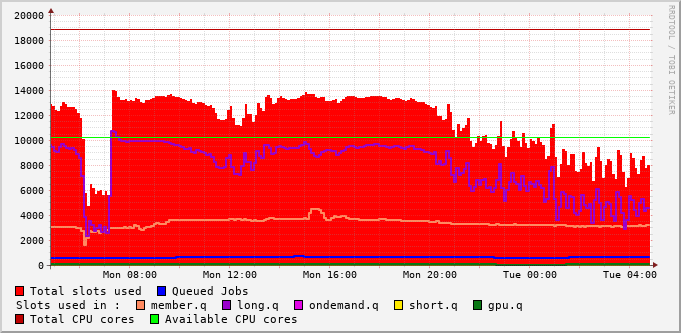 RRDTOOL / TOBI OETIKER
20000
18000
16000
14000
12000
10000
8000
6000
4000
2000
0
Mon 08:00 Mon 12:00 Mon 16:00 Mon 20:00 Tue 00:00 Tue 04:00
Total slots used Queued Jobs
Slots used in : member.q long.q ondemand.q short.q gpu.q
Total CPU cores Available CPU cores